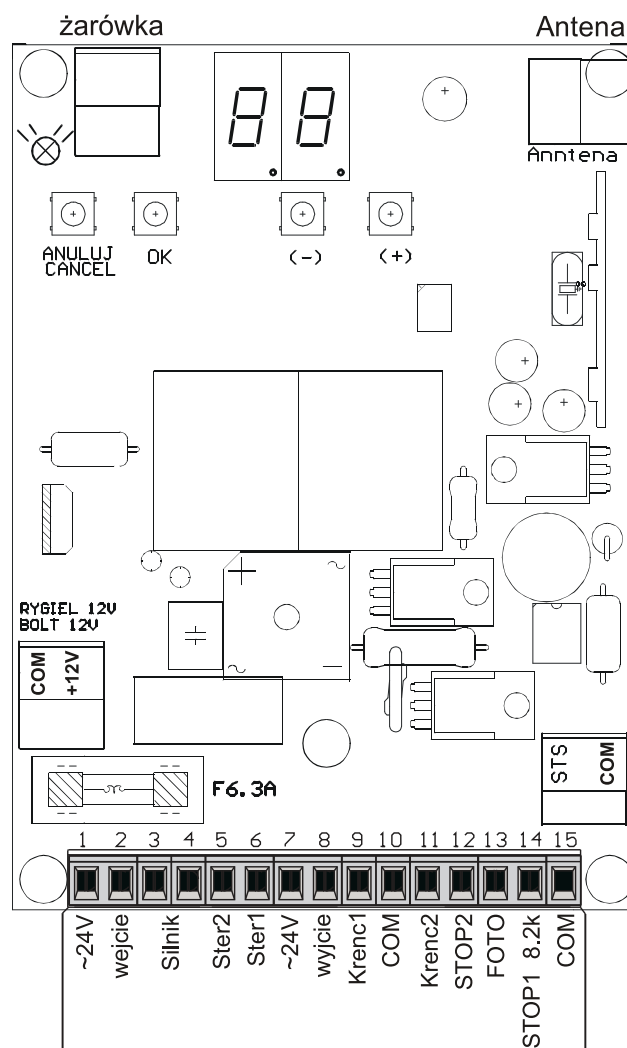 żarówka
Antena
8 8
Anntena
ANULUJ
CANCEL
OK
(-)
(+)
RYGIEL 12V
BOLT 12V
COM
+12V
F6.3A
STS
COM
1 2 3 4 5 6 7 8 9 10 11 12 13 14 15
~24V
wejcie
Silnik
Ster2
Ster1
~24V
wyjcie
Krenc1
COM
Krenc2
STOP2
FOTO
STOP1 8.2k
COM